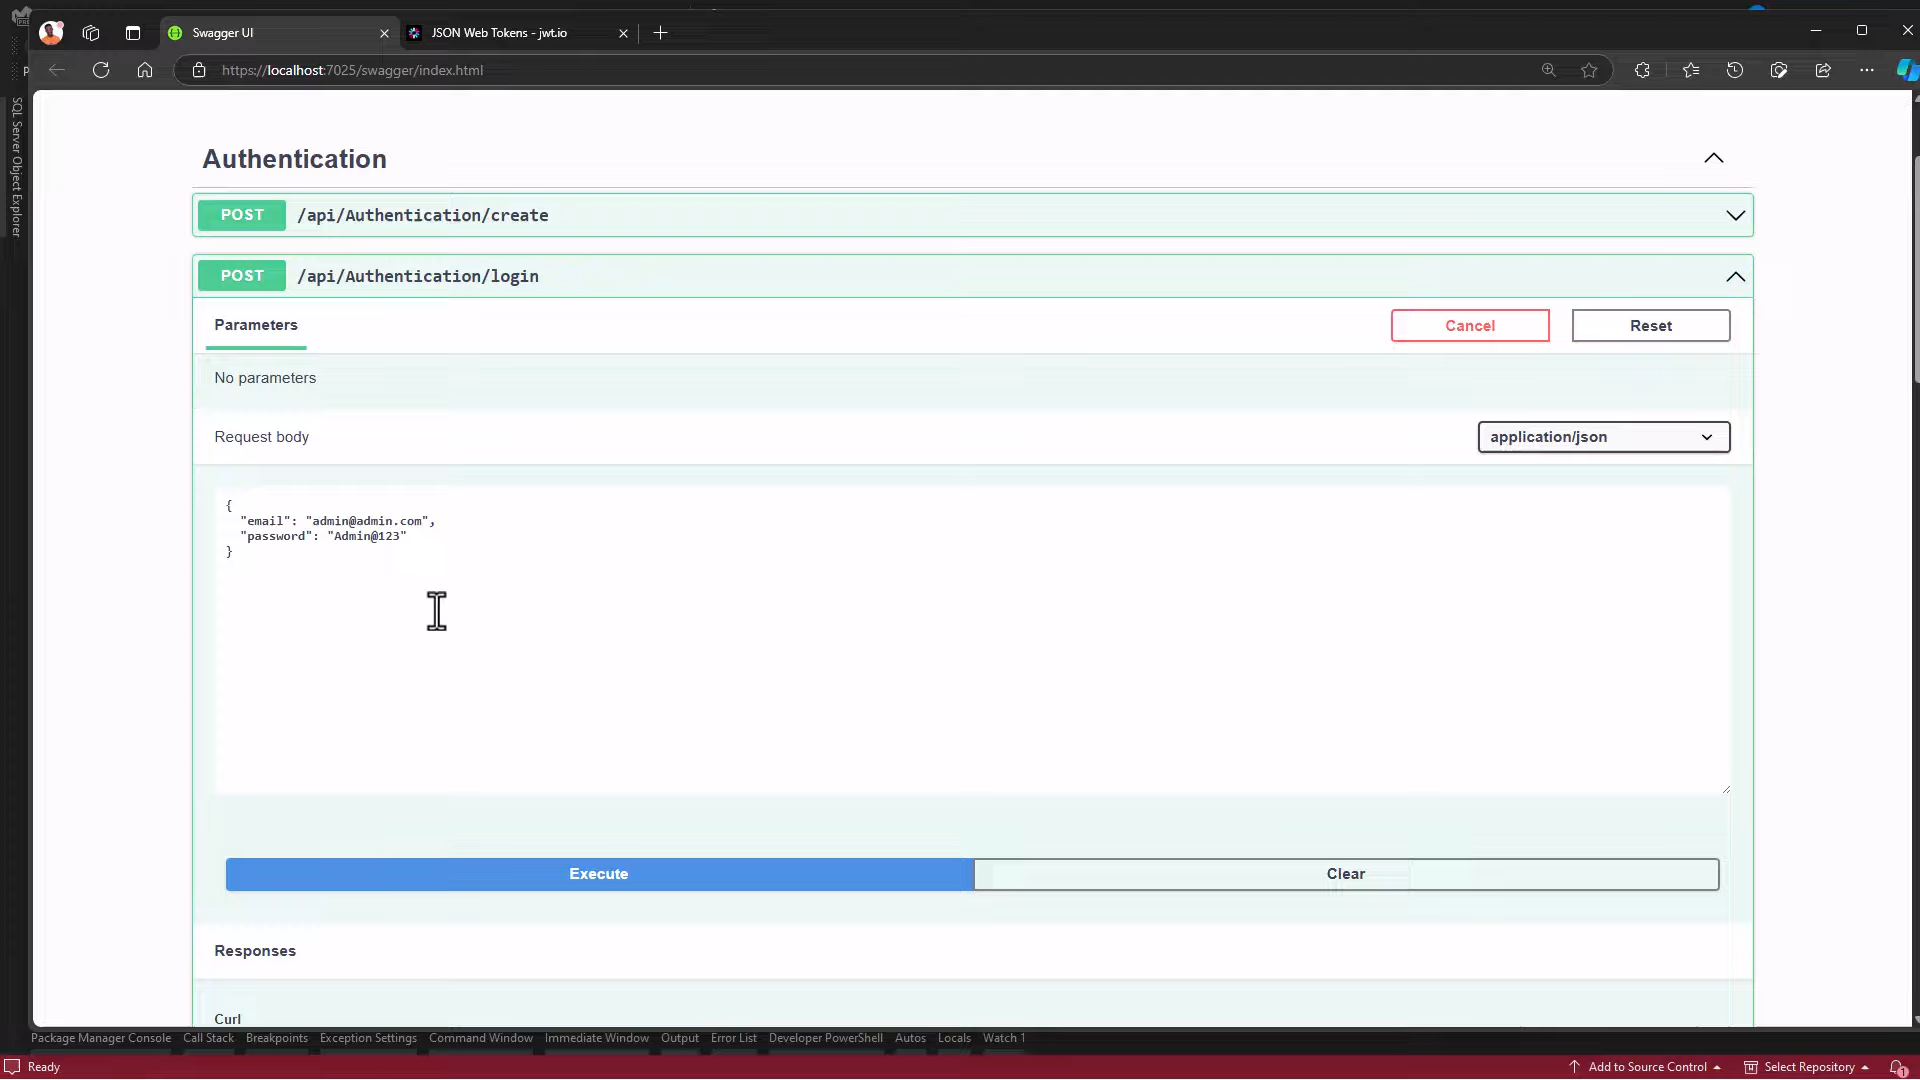 Swagger UI
JSON Web Tokens - jwt.io
https://localhost:7025/swagger/index.html
SQL Server Object Explorer
Authentication
POST /api/Authentication/create
POST /api/Authentication/login
Parameters
Cancel
Reset
No parameters
Request body
application/json
{
"email": "admin@admin.com",
"password": "Admin@123"
}
Execute
Clear
Responses
Curl
Package Manager Console Call Stack Breakpoints Exception Settings Command Window Immediate Window Output Error List Developer PowerShell Autos Locals Watch 1
Ready
Add to Source Control
Select Repository
1